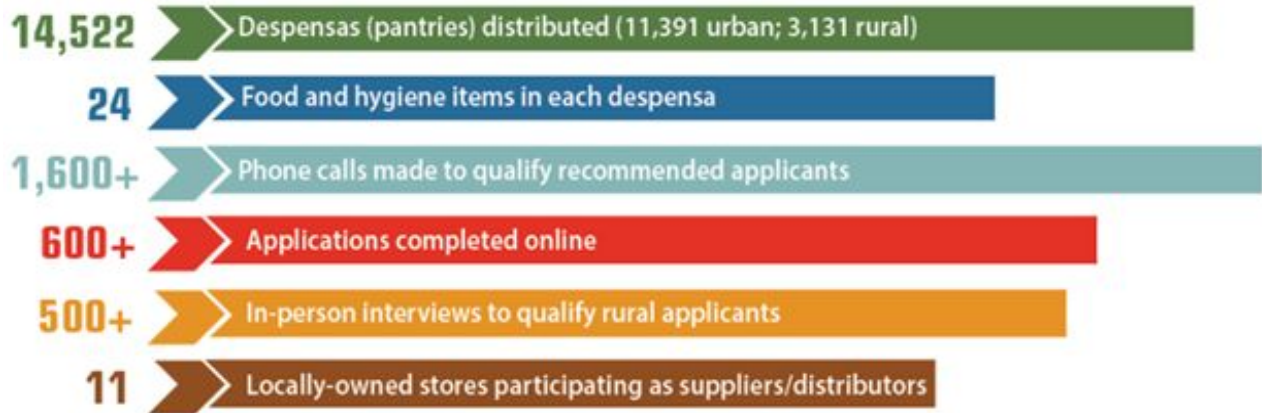 14,522 Despensas (pantries) distributed (11,391 urban; 3,131 rural)
24 Food and hygiene items in each despensa
1,600+ Phone calls made to qualify recommended applicants
600+ Applications completed online
500+ In-person interviews to qualify rural applicants
11 Locally-owned stores participating as suppliers/distributors